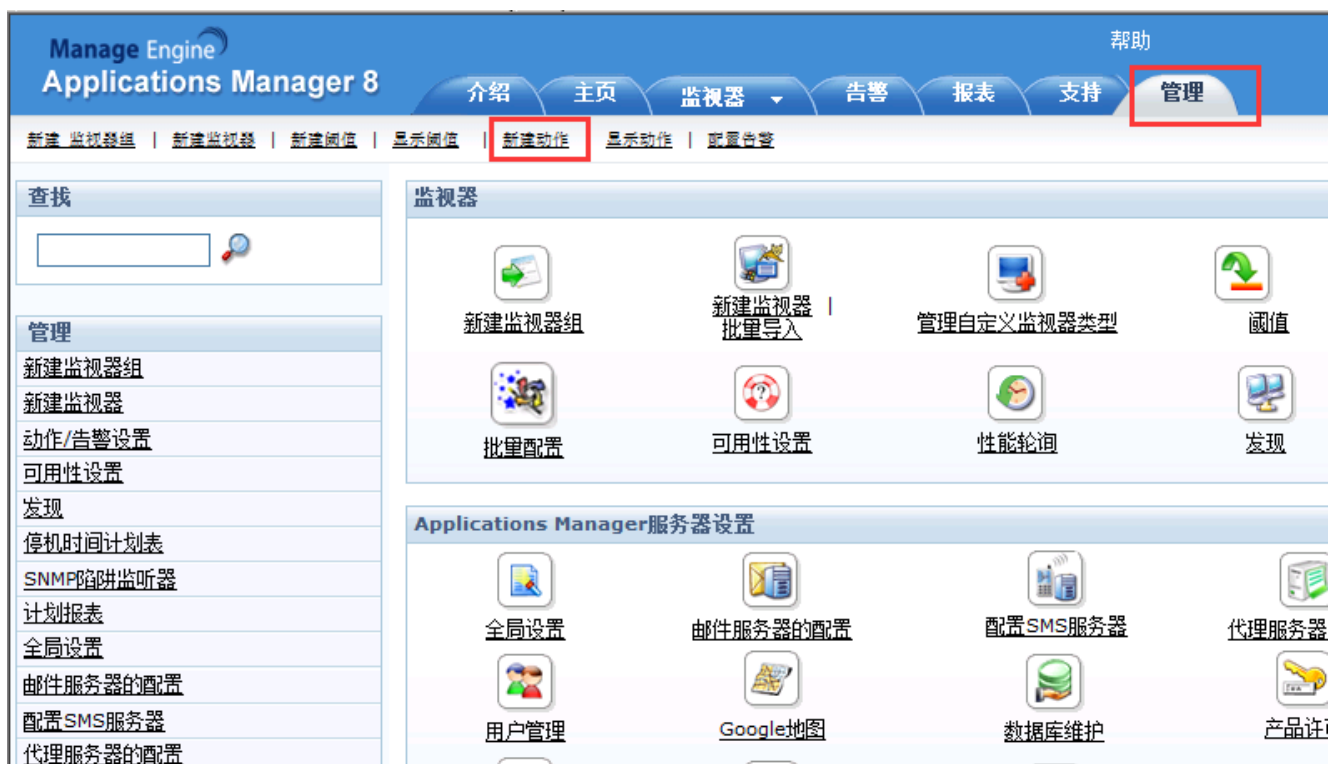 帮助
Manage Engine
Applications Manager 8
介绍 主页 监视器 告警 报表 支持 管理
新建 监视器组 | 新建监视器 | 新建阈值 | 显示阈值 | 新建动作 显示动作 | 配置告警
查找
管理
新建监视器组
新建监视器
动作/告警设置
可用性设置
发现
停机时间计划表
SNMP陷阱监听器
计划报表
全局设置
邮件服务器的配置
配置SMS服务器
代理服务器的配置
监视器
新建监视器组
新建监视器 |
批量导入
管理自定义监视器类型
阈值
批量配置
可用性设置
性能轮询
发现
Applications Manager服务器设置
全局设置
邮件服务器的配置
配置SMS服务器
代理服务器
用户管理
Google地图
数据库维护
产品许可